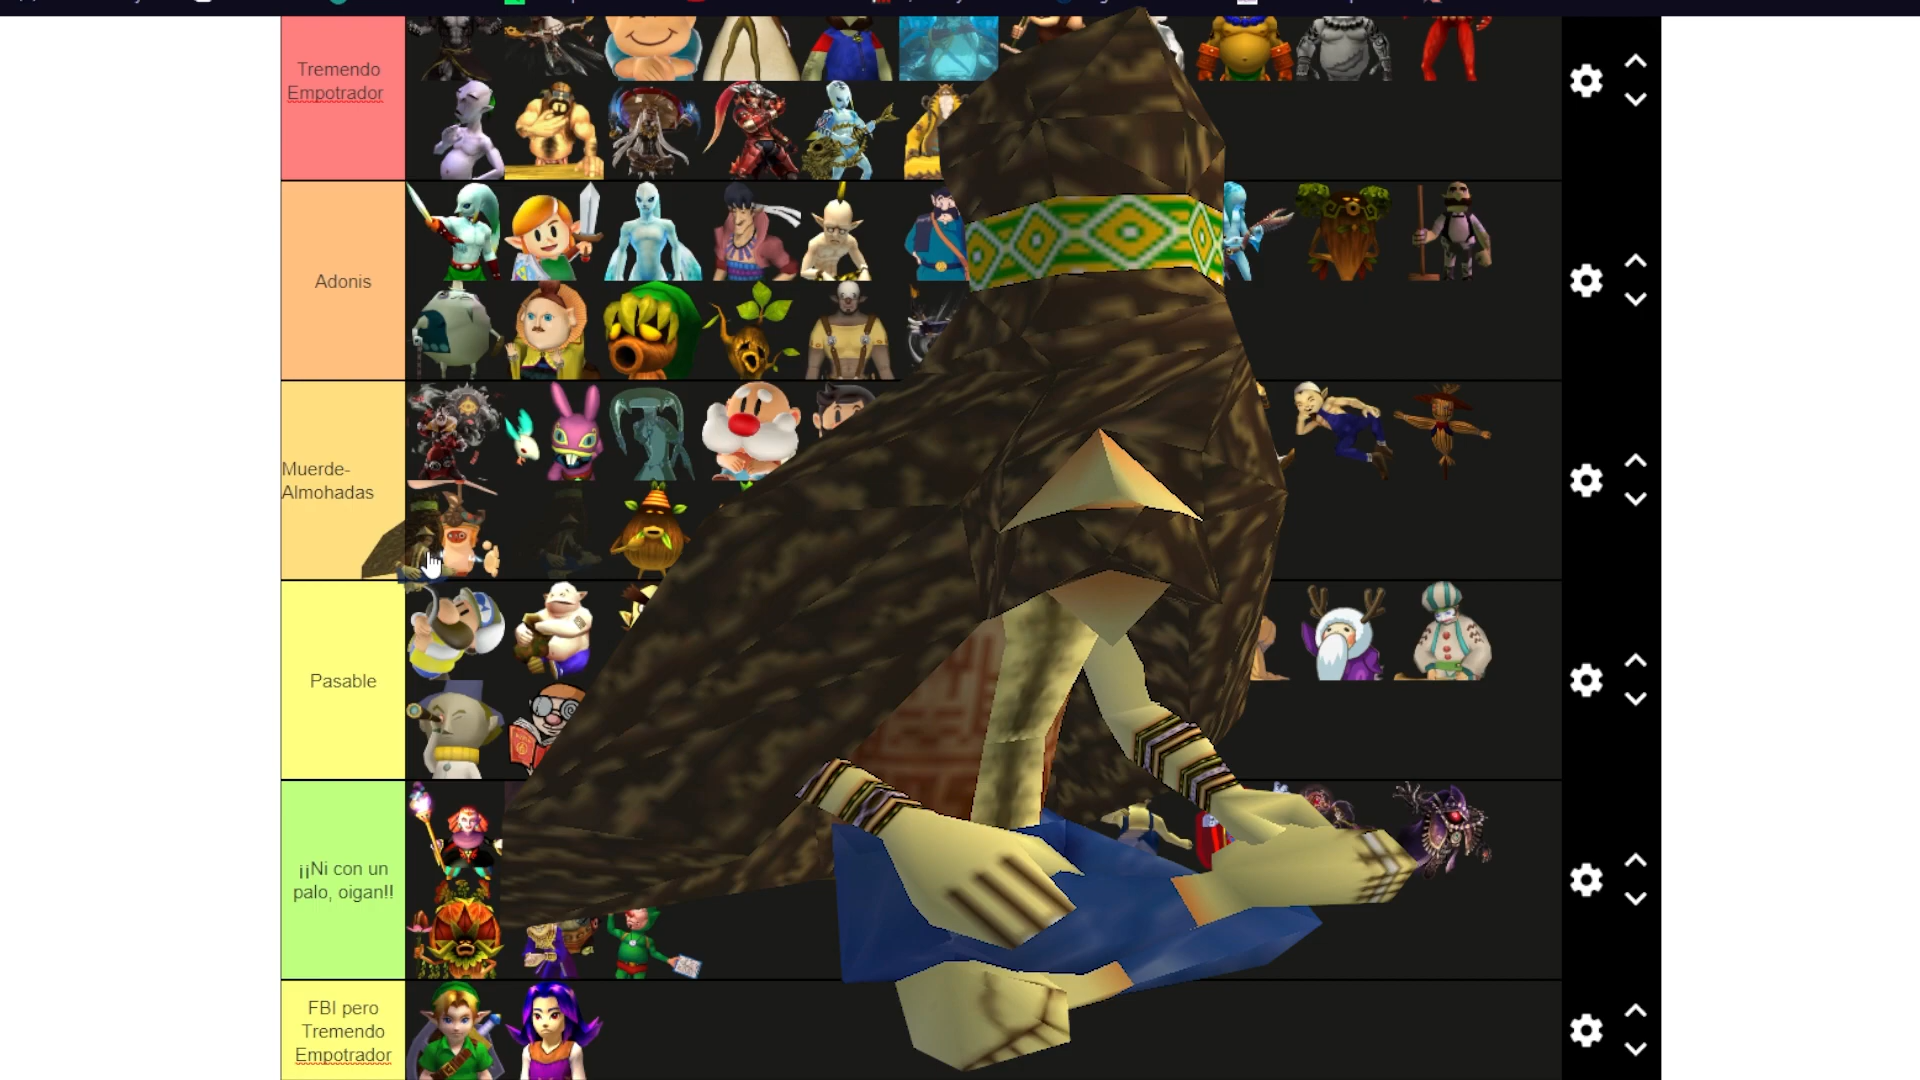 Tremendo
Empotrador
Adonis
Muerde-
Almohadas
Pasable
¡¡Ni con un
palo, oigan!!
FBI pero
Tremendo
Empotrador